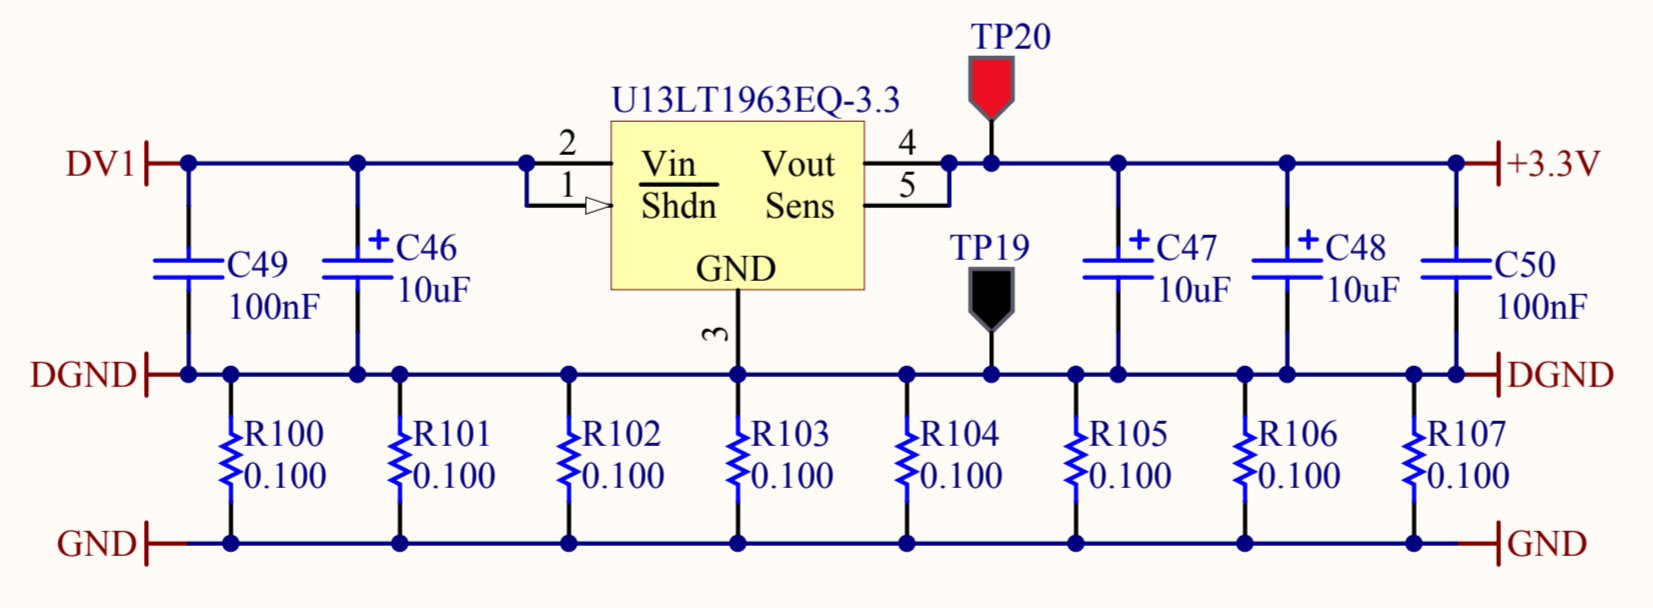 TP20
U13LT1963EQ-3.3
DV1
2
Vin
Vout
4
+3.3V
1
Shdn
Sens
5
GND
3
TP19
C49
100nF
C46
10uF
C47
10uF
C48
10uF
C50
100nF
DGND
DGND
R100
0.100
R101
0.100
R102
0.100
R103
0.100
R104
0.100
R105
0.100
R106
0.100
R107
0.100
GND
GND